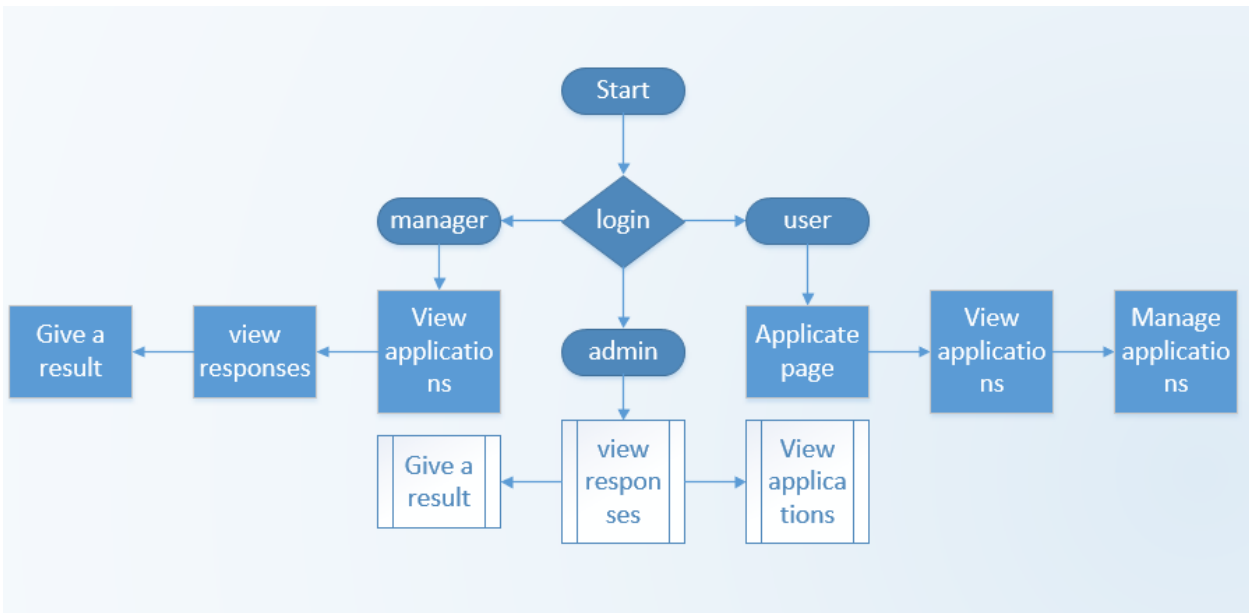 Start
manager
login
user
Give a
result
view
responses
View
applicatio
ns
admin
Applicate
page
View
applicatio
ns
Manage
applicatio
ns
Give a
result
view
respon
ses
View
applica
tions